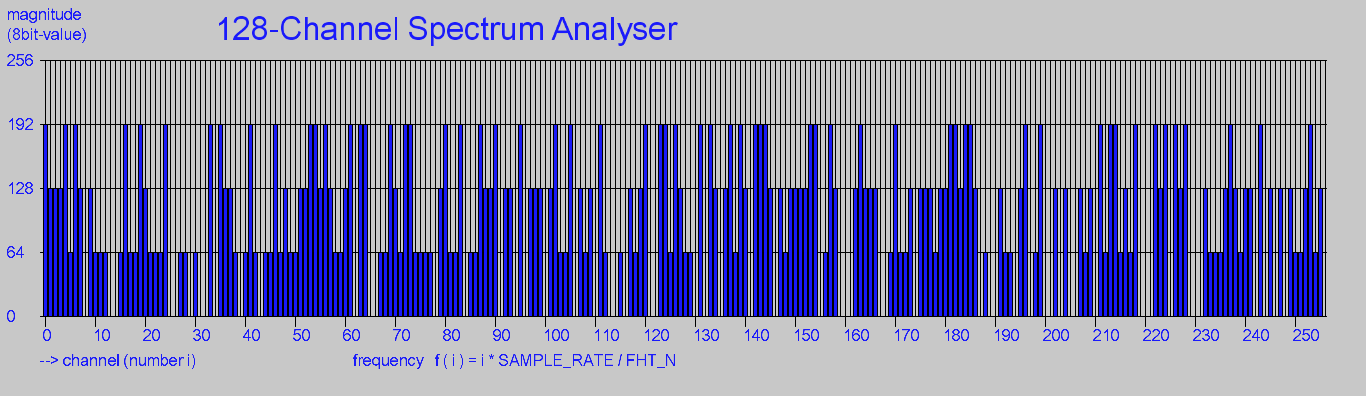 magnitude
(8bit-value)
128-Channel Spectrum Analyser
256
192
128
64
0
0 10 20 30 40 50 60 70 80 90 100 110 120 130 140 150 160 170 180 190 200 210 220 230 240 250
--> channel (number i) frequency f ( i ) = i * SAMPLE_RATE / FHT_N